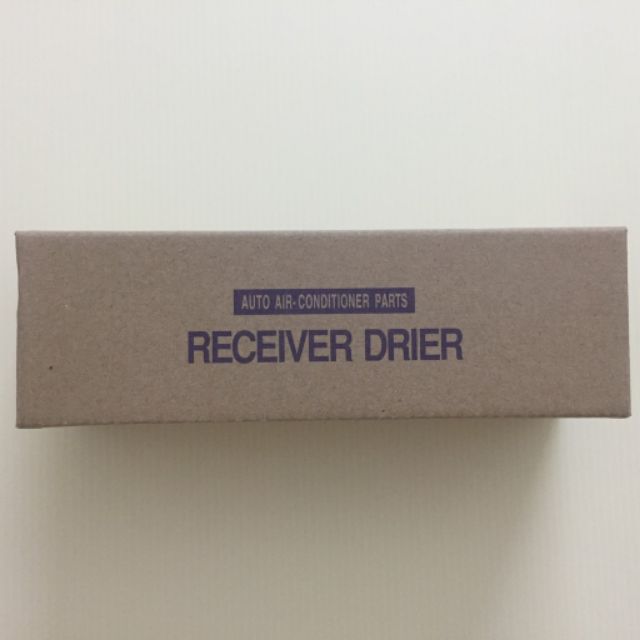 AUTO AIR-CONDITIONER PARTS
RECEIVER DRIER